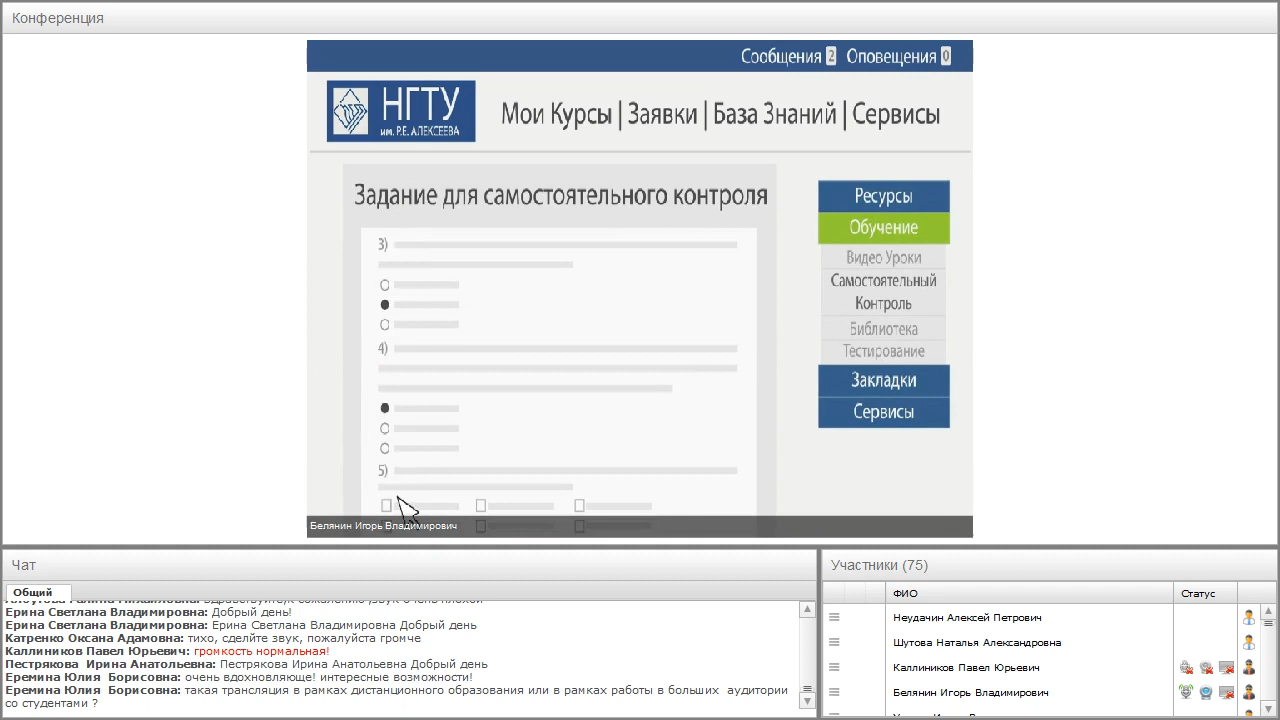 Конференция
Сообщения 2 Оповещения 0
НГТУ
им. Р.Е. АЛЕКСЕЕВА
Мои Курсы | Заявки | База Знаний | Сервисы
Задание для самостоятельного контроля
3)
4)
5)
Ресурсы
Обучение
Видео Уроки
Самостоятельный
Контроль
Библиотека
Тестирование
Закладки
Сервисы
Белянин Игорь Владимирович
Чат
Общий
Ерина Светлана Владимировна: Добрый день!
Ерина Светлана Владимировна: Ерина Светлана Владимировна Добрый день
Катренко Оксана Адамовна: тихо, сделйте звук, пожалуйста громче
Каллиников Павел Юрьевич: громкость нормальная!
Пестрякова Ирина Анатольевна: Пестрякова Ирина Анатольевна Добрый день
Еремина Юлия Борисовна: очень вдохновляюще! интересные возможности!
Еремина Юлия Борисовна: такая трансляция в рамках дистанционного образования или в рамках работы в больших аудитории
со студентами ?
Участники (75)
ФИО Статус
Неудачин Алексей Петрович
Шутова Наталья Александровна
Каллиников Павел Юрьевич
Белянин Игорь Владимирович